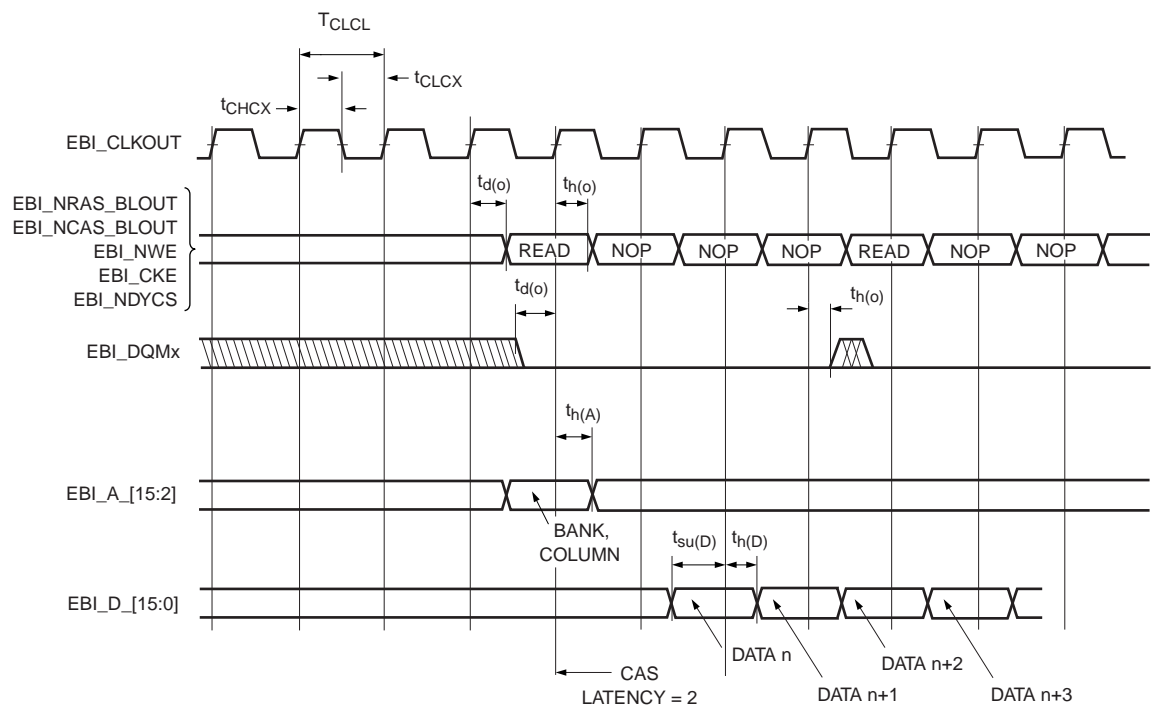 TCLCL
tCLCX
tCHCX
EBI_CLKOUT
td(o)
th(o)
EBI_NRAS_BLOUT
EBI_NCAS_BLOUT
EBI_NWE
EBI_CKE
EBI_NDYCS
READ NOP NOP NOP READ NOP NOP
td(o)
th(o)
EBI_DQMx
th(A)
EBI_A_[15:2]
BANK,
COLUMN
tsu(D)
th(D)
EBI_D_[15:0]
DATA n
DATA n+2
CAS
LATENCY = 2
DATA n+1
DATA n+3